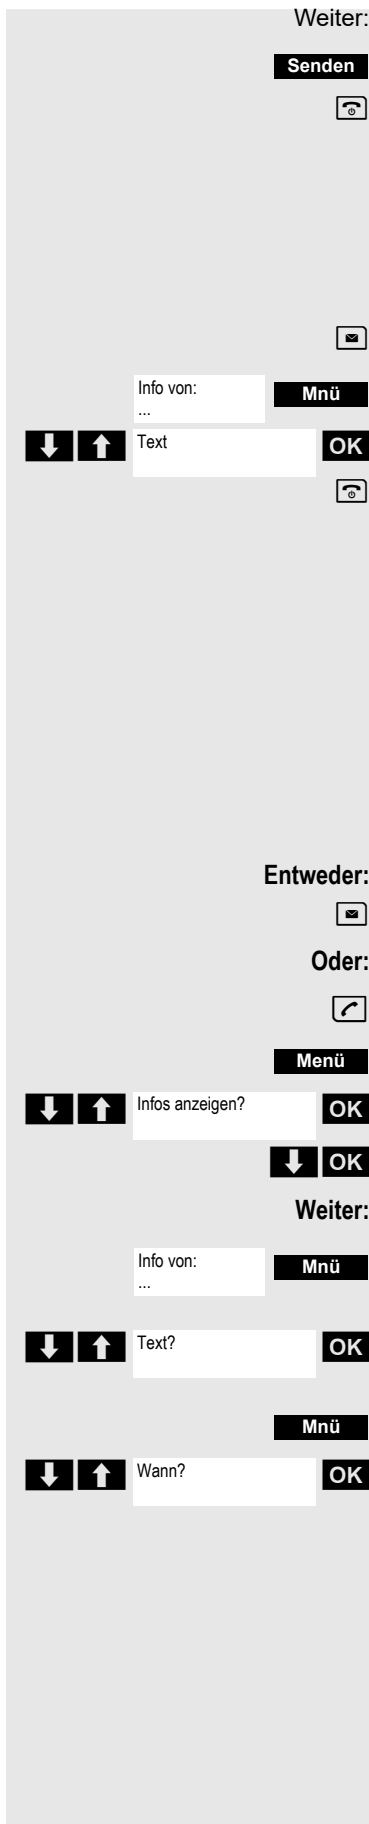 Weiter:
Senden
Info von:
...
Mnü
Text
OK
Entweder:
Oder:
Menü
Infos anzeigen?
OK
OK
Weiter:
Info von:
...
Mnü
Text?
OK
Mnü
Wann?
OK